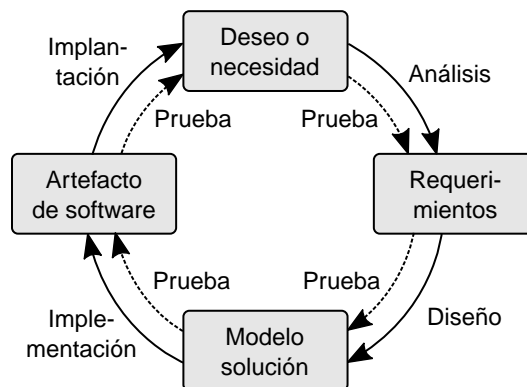 Implan-
tación
Deseo o
necesidad
Análisis
Prueba
Prueba
Artefacto
de software
Requeri-
mientos
Prueba
Prueba
Imple-
mentación
Modelo
solución
Diseño